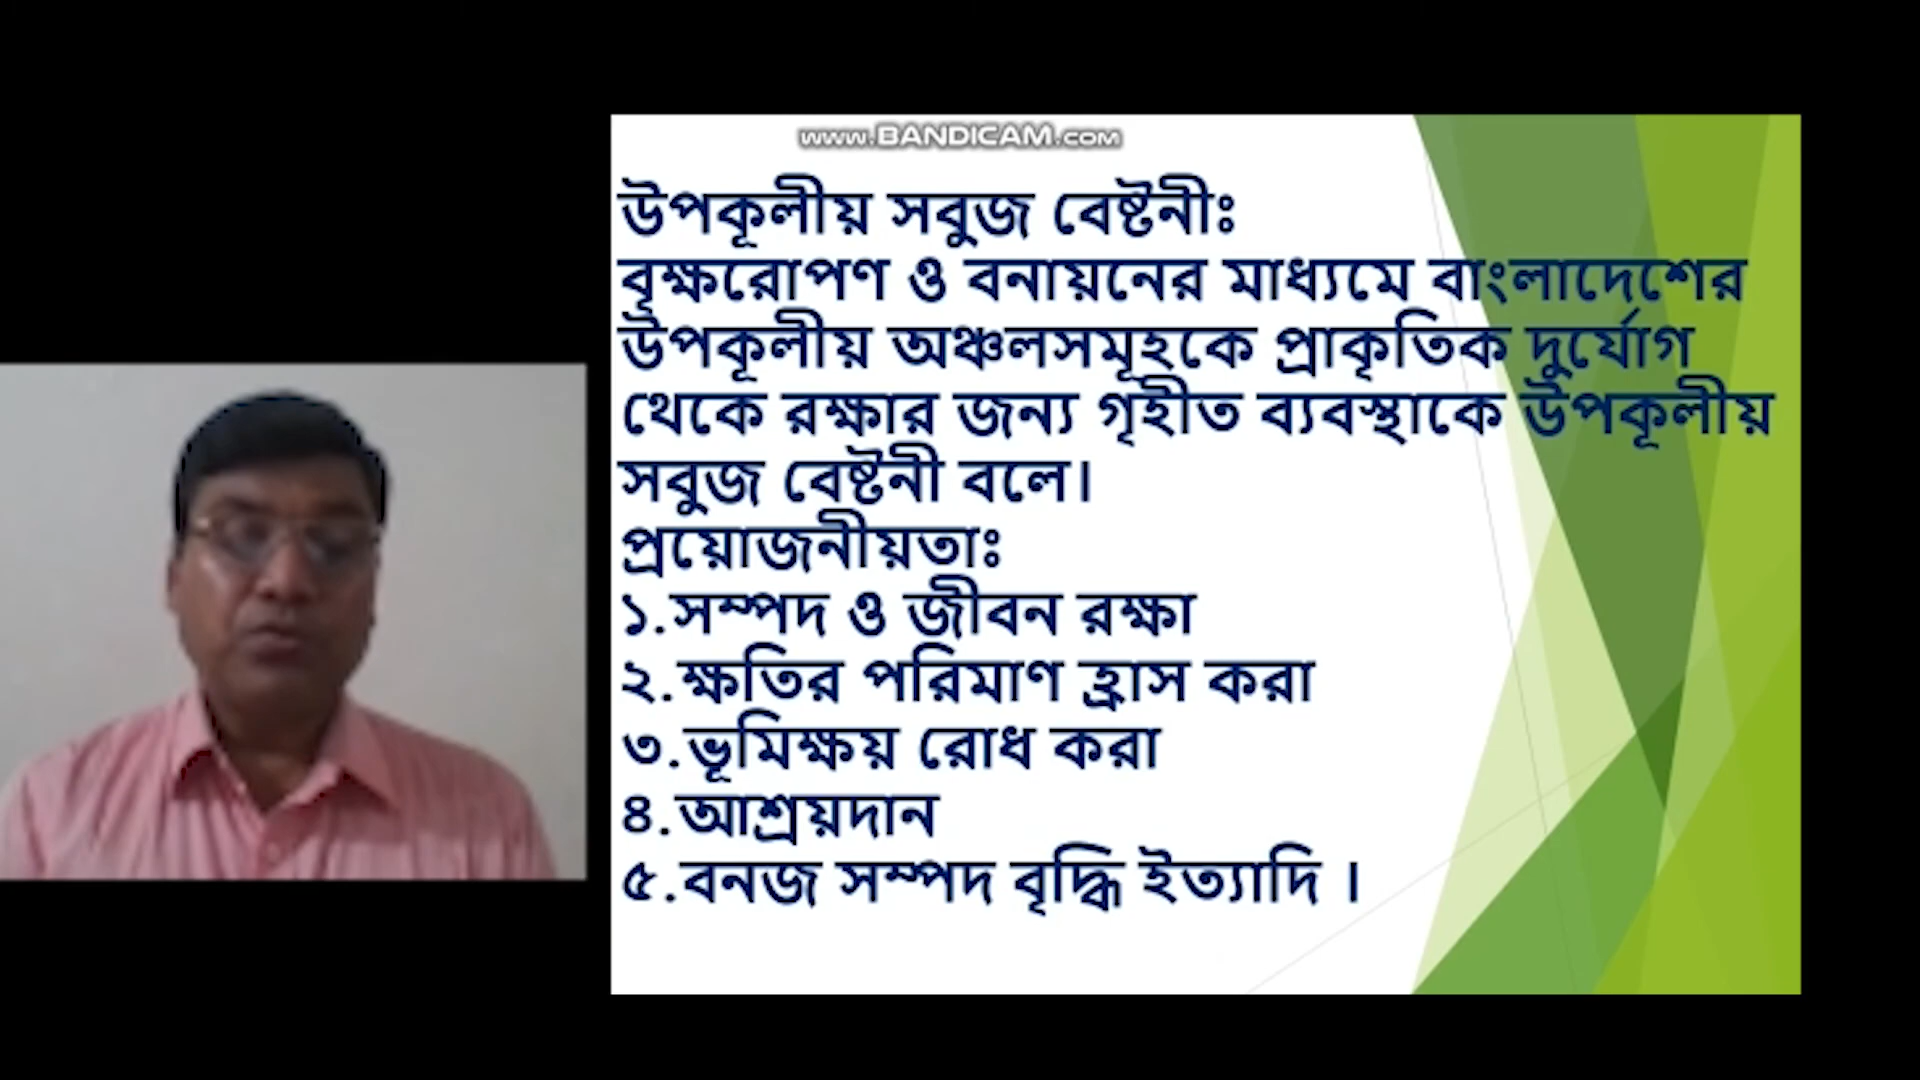 www.BANDICAM.com
উপকূলীয় সবুজ বেষ্টনীঃ
বৃক্ষরোপণ ও বনায়নের মাধ্যমে বাংলাদেশের
উপকূলীয় অঞ্চলসমূহকে প্রাকৃতিক দুর্যোগ
থেকে রক্ষার জন্য গৃহীত ব্যবস্থাকে উপকূলীয়
সবুজ বেষ্টনী বলে।
প্রয়োজনীয়তাঃ
১.সম্পদ ও জীবন রক্ষা
২.ক্ষতির পরিমাণ হ্রাস করা
৩.ভূমিক্ষয় রোধ করা
৪.আশ্রয়দান
৫.বনজ সম্পদ বৃদ্ধি ইত্যাদি ।